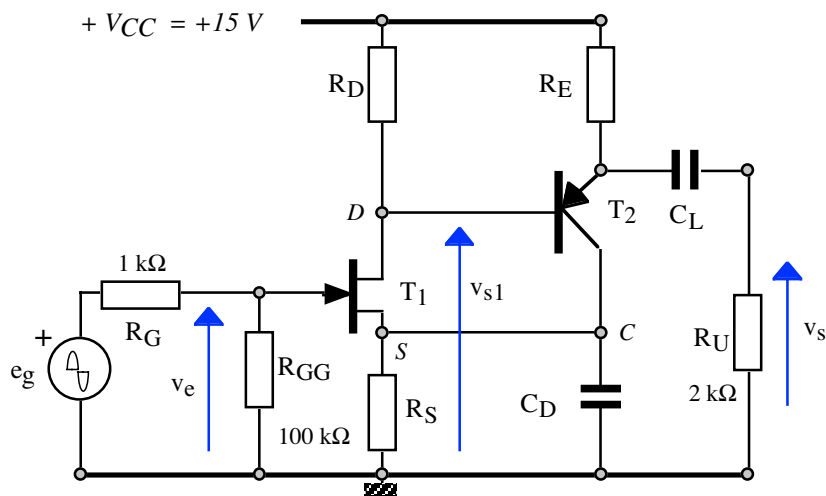 + VCC = +15 V
RD
RE
D
T2
CL
1 kΩ
T1
vs1
RG
+
S
C
RU
vs
eg
ve
RGG
RS
CD
2 kΩ
100 kΩ